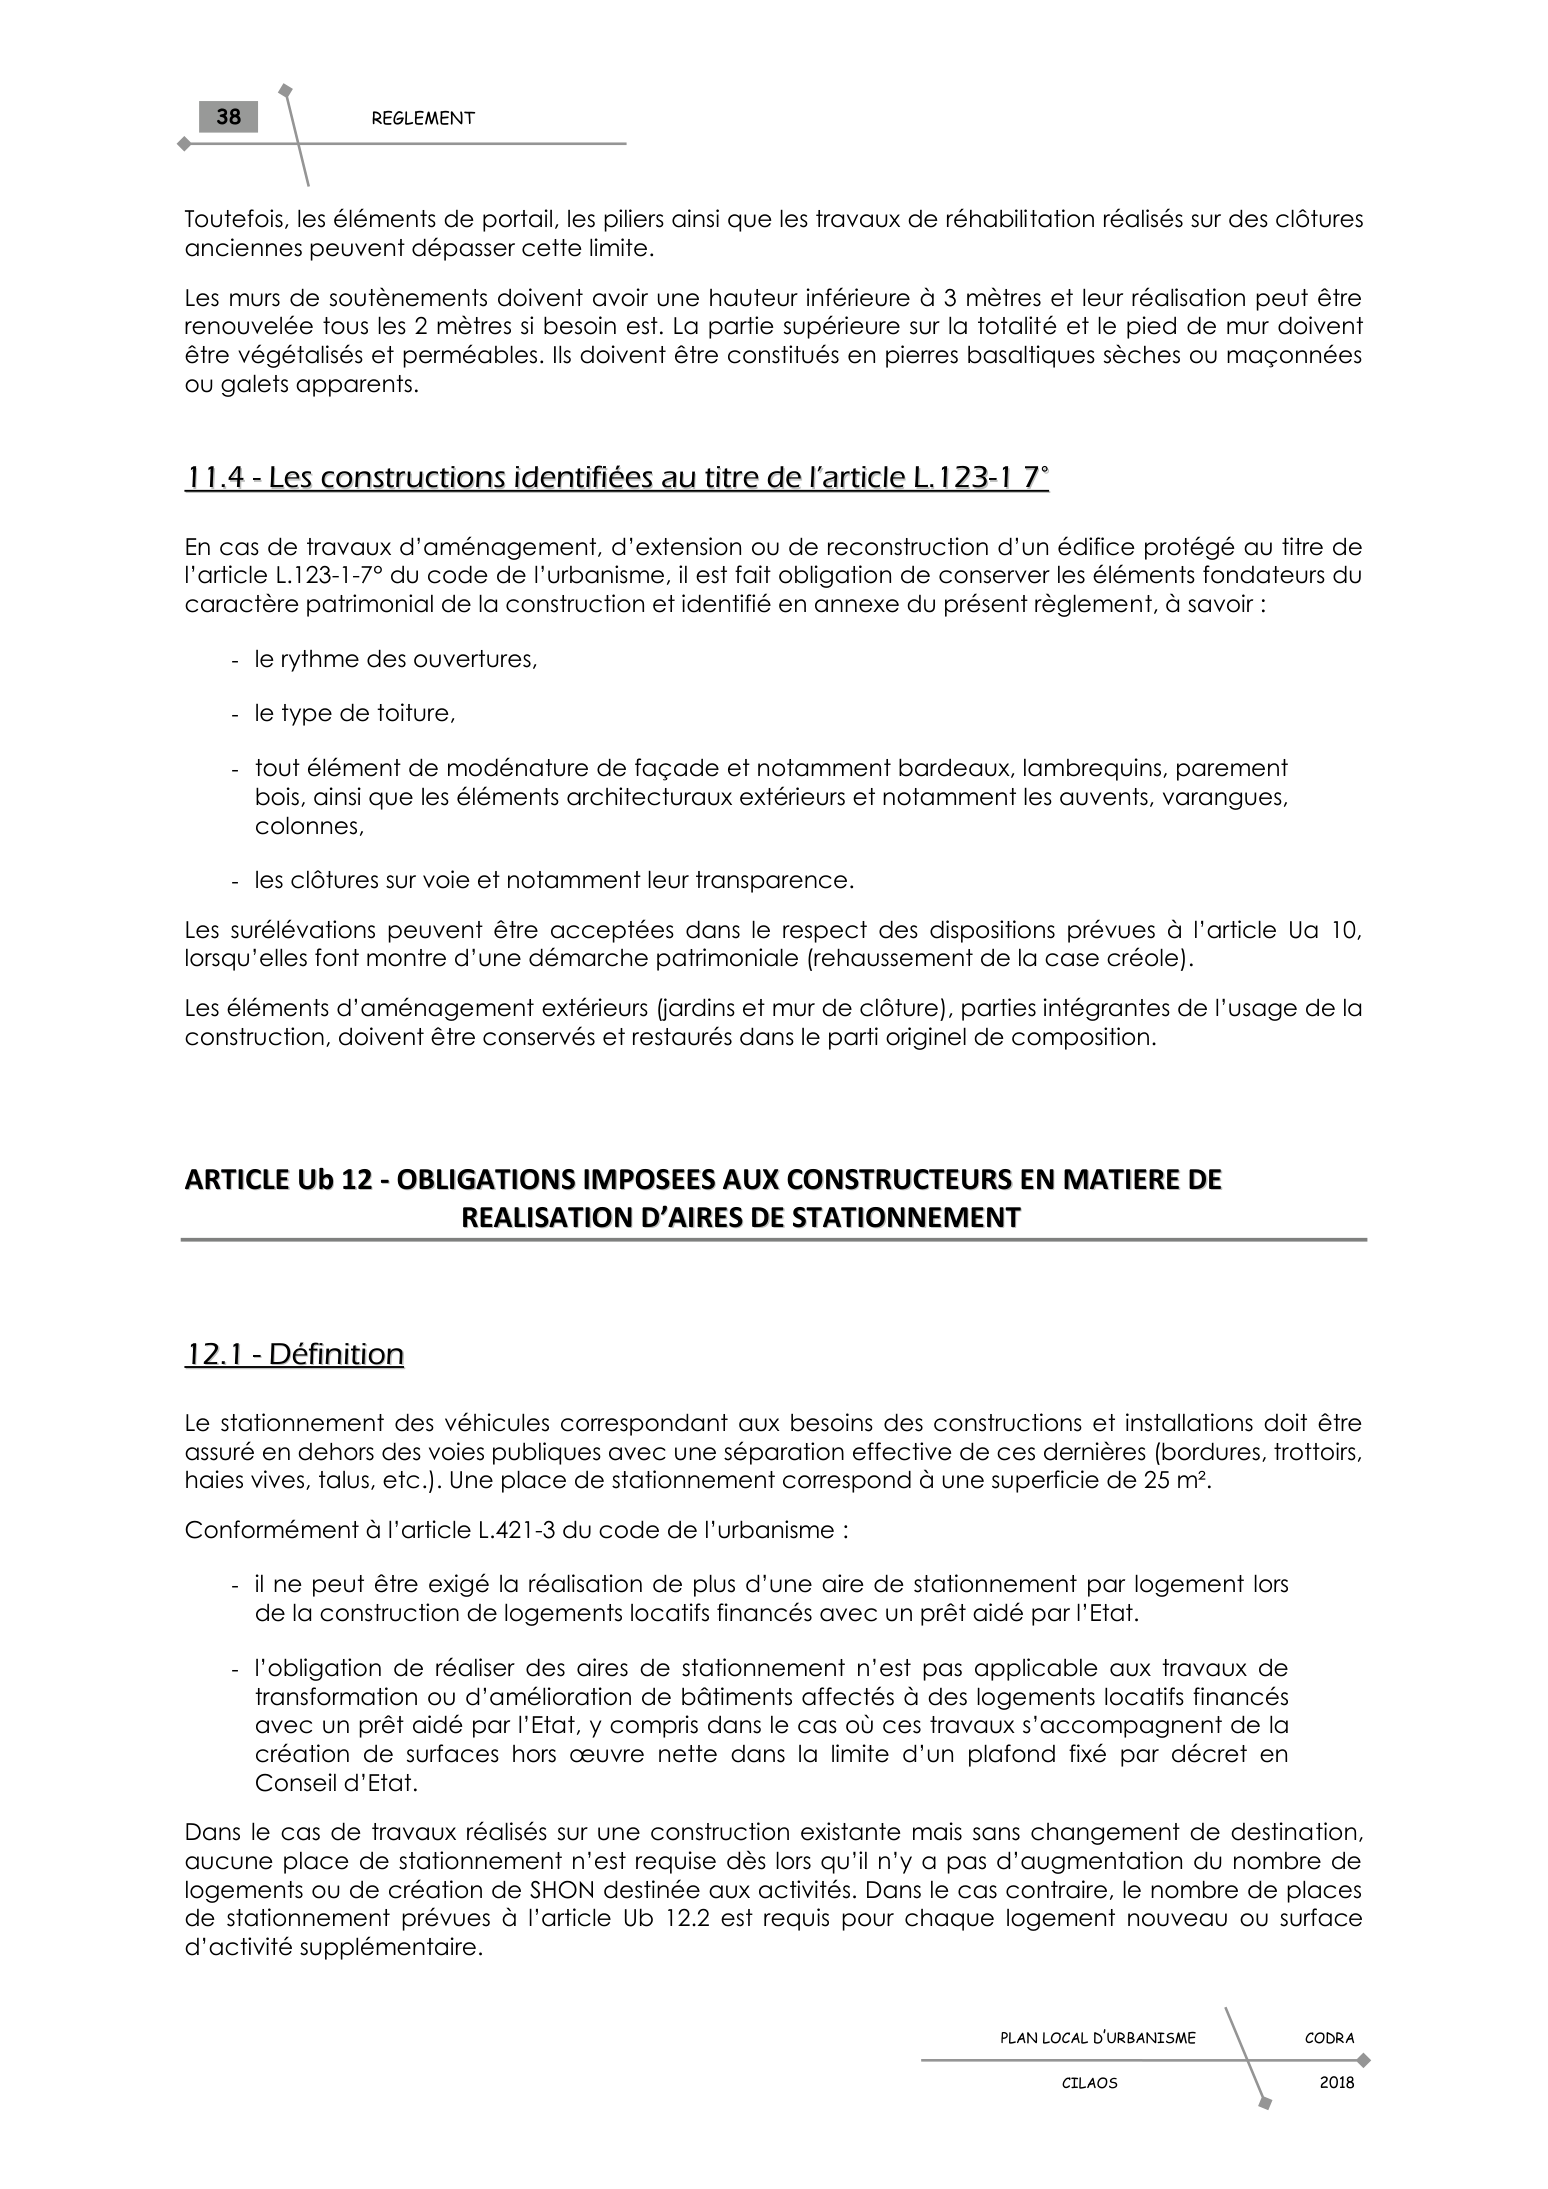 38
REGLEMENT
Toutefois, les éléments de portail, les piliers ainsi que les travaux de réhabilitation réalisés sur des clôtures
anciennes peuvent dépasser cette limite.
Les murs de soutènements doivent avoir une hauteur inférieure à 3 mètres et leur réalisation peut être
renouvelée tous les 2 mètres si besoin est. La partie supérieure sur la totalité et le pied de mur doivent
être végétalisés et perméables. Ils doivent être constitués en pierres basaltiques sèches ou maçonnées
ou galets apparents.
11.4 - Les constructions identifiées au titre de l’article L.123-1 7°
En cas de travaux d’aménagement, d’extension ou de reconstruction d’un édifice protégé au titre de
l’article L.123-1-7° du code de l’urbanisme, il est fait obligation de conserver les éléments fondateurs du
caractère patrimonial de la construction et identifié en annexe du présent règlement, à savoir :
- le rythme des ouvertures,
- le type de toiture,
- tout élément de modénature de façade et notamment bardeaux, lambrequins, parement
bois, ainsi que les éléments architecturaux extérieurs et notamment les auvents, varangues,
colonnes,
- les clôtures sur voie et notamment leur transparence.
Les surélévations peuvent être acceptées dans le respect des dispositions prévues à l’article Ua 10,
lorsqu’elles font montre d’une démarche patrimoniale (rehaussement de la case créole).
Les éléments d’aménagement extérieurs (jardins et mur de clôture), parties intégrantes de l’usage de la
construction, doivent être conservés et restaurés dans le parti originel de composition.
ARTICLE Ub 12 - OBLIGATIONS IMPOSEES AUX CONSTRUCTEURS EN MATIERE DE
REALISATION D’AIRES DE STATIONNEMENT
12.1 - Définition
Le stationnement des véhicules correspondant aux besoins des constructions et installations doit être
assuré en dehors des voies publiques avec une séparation effective de ces dernières (bordures, trottoirs,
haies vives, talus, etc.). Une place de stationnement correspond à une superficie de 25 m².
Conformément à l’article L.421-3 du code de l’urbanisme :
- il ne peut être exigé la réalisation de plus d’une aire de stationnement par logement lors
de la construction de logements locatifs financés avec un prêt aidé par l’Etat.
- l’obligation de réaliser des aires de stationnement n’est pas applicable aux travaux de
transformation ou d’amélioration de bâtiments affectés à des logements locatifs financés
avec un prêt aidé par l’Etat, y compris dans le cas où ces travaux s’accompagnent de la
création de surfaces hors œuvre nette dans la limite d’un plafond fixé par décret en
Conseil d’Etat.
Dans le cas de travaux réalisés sur une construction existante mais sans changement de destination,
aucune place de stationnement n’est requise dès lors qu’il n’y a pas d’augmentation du nombre de
logements ou de création de SHON destinée aux activités. Dans le cas contraire, le nombre de places
de stationnement prévues à l’article Ub 12.2 est requis pour chaque logement nouveau ou surface
d’activité supplémentaire.
PLAN LOCAL D’URBANISME
CODRA
CILAOS
2018